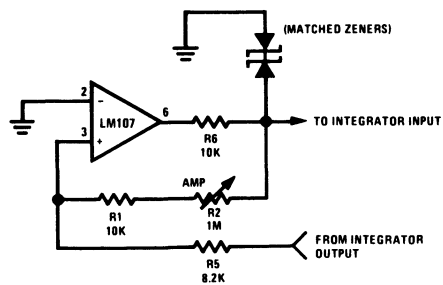 (MATCHED ZENERS)
2
−
LM107
6
3
+
R6
10K
TO INTEGRATOR INPUT
AMP
R1
10K
R2
1M
R5
8.2K
FROM INTEGRATOR
OUTPUT